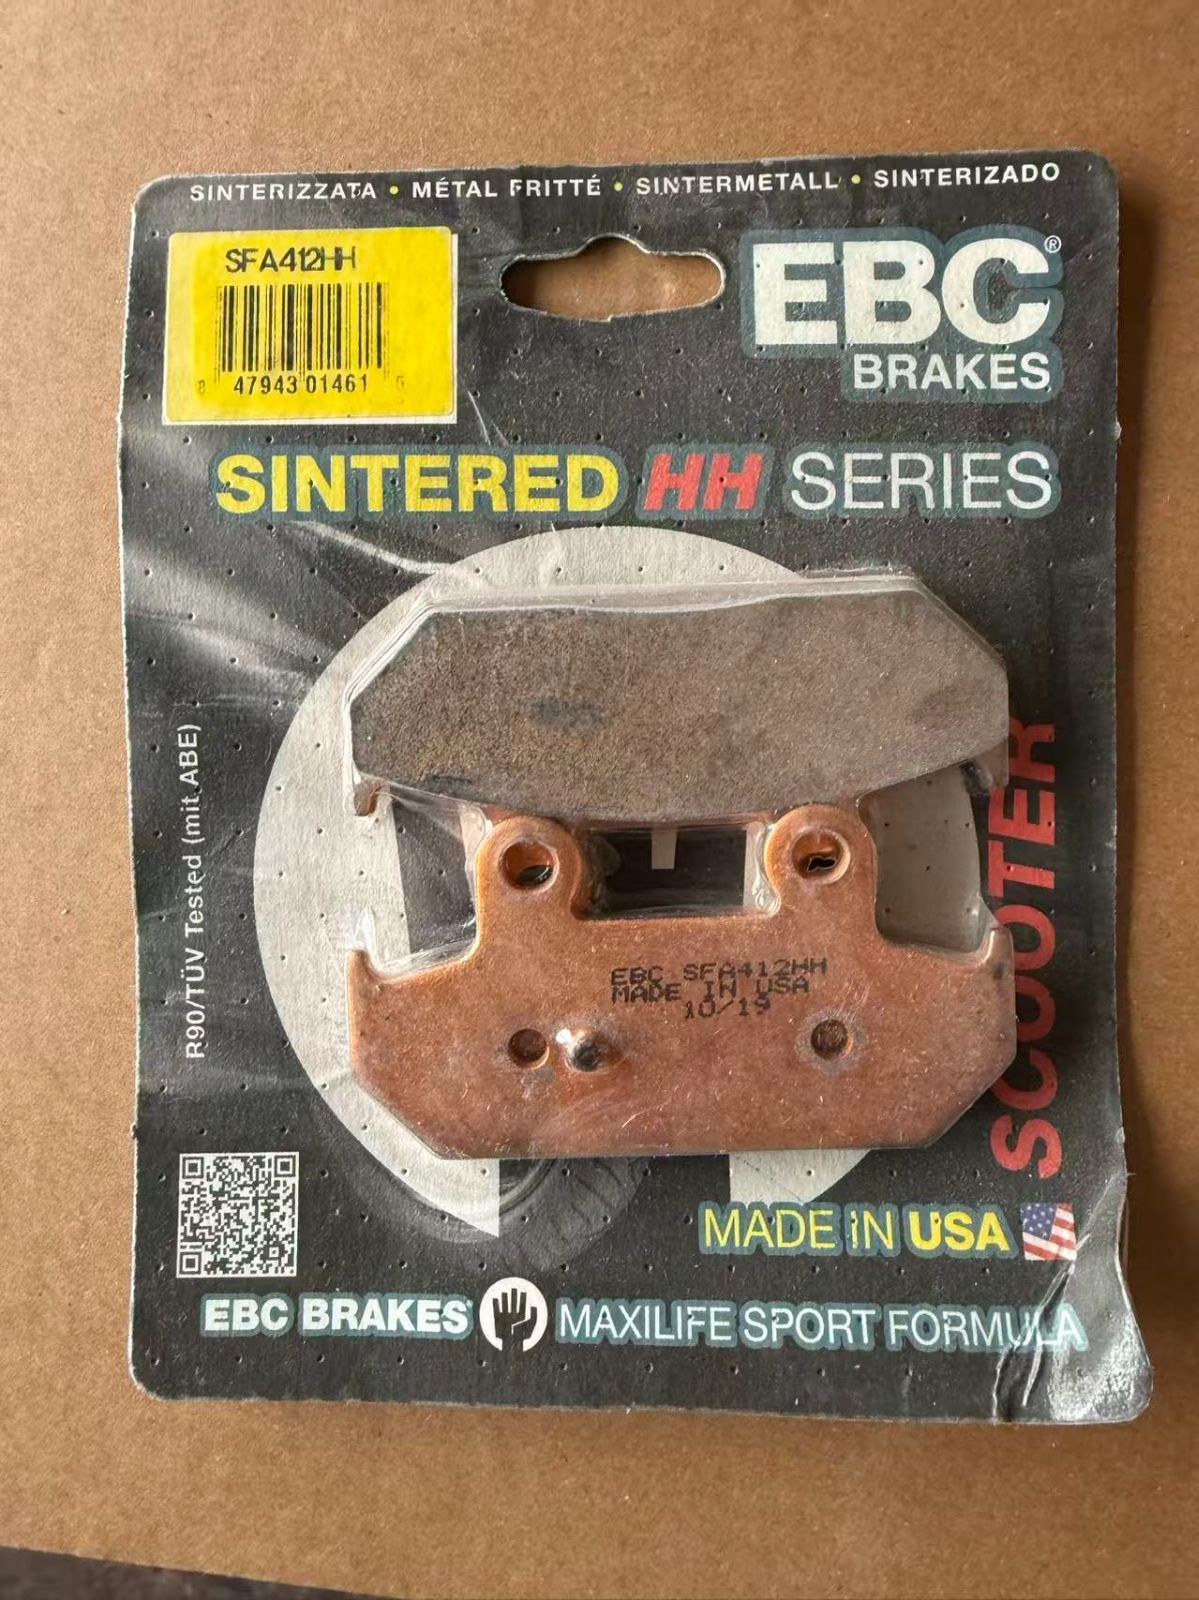 SINTERIZZATA • MÉTAL FRITTÉ • SINTERMETALL • SINTERIZADO
SFA412HH
47943 01461
EBC®
BRAKES
SINTERED HH SERIES
R90/TÜV Tested (mit ABE)
SCOOTER
EBC SFA412HH
MADE IN USA
10/19
MADE IN USA
EBC BRAKES
MAXILIFE SPORT FORMULA